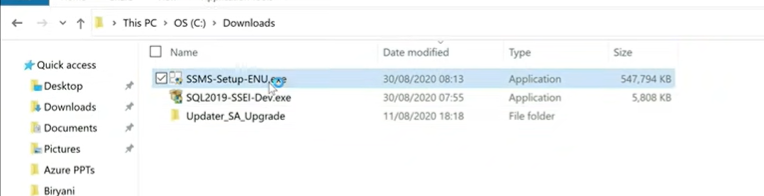 This PC > OS (C:) > Downloads
Name Date modified Type Size
Quick access
SSMS-Setup-ENU.exe 30/08/2020 08:13 Application 547,794 KB
Desktop
SQL2019-SSEI-Dev.exe 30/08/2020 07:55 Application 5,808 KB
Downloads
Updater_SA_Upgrade 11/08/2020 18:18 File folder
Documents
Pictures
Azure PPTs
Biryani